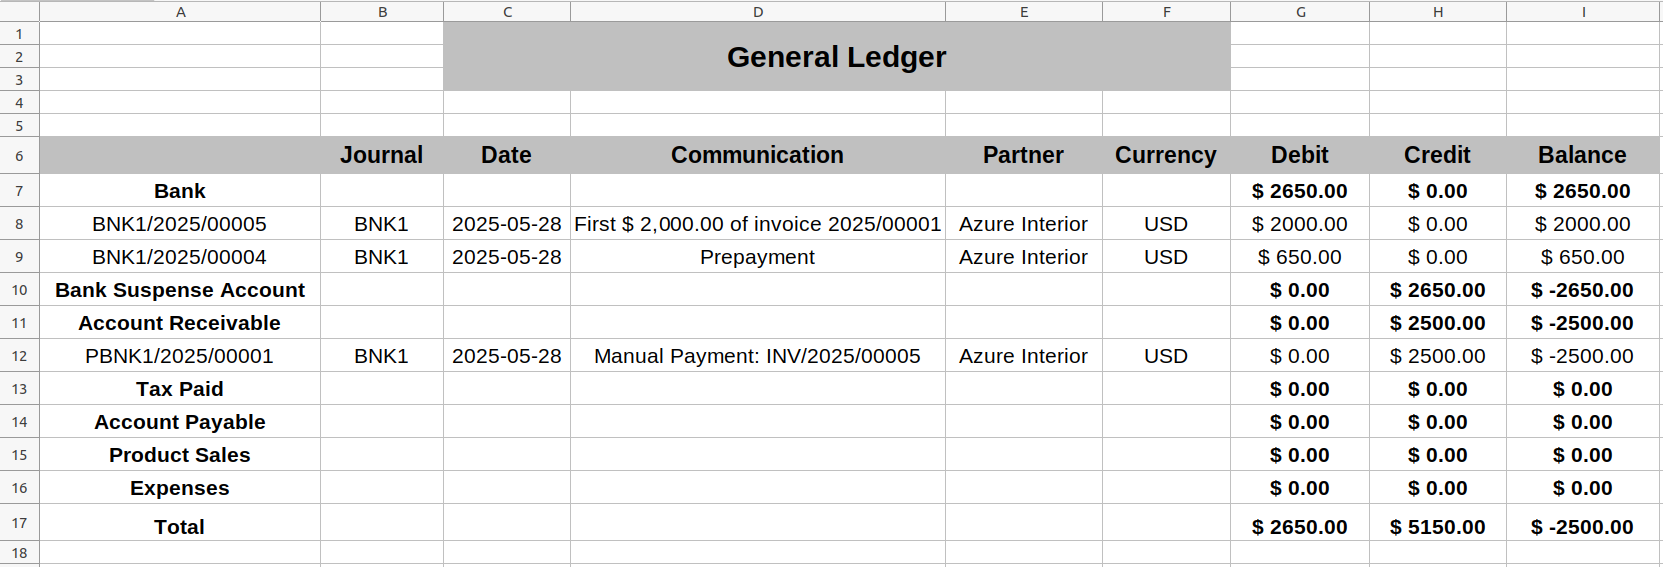 A B C D E F G H I
1
2 General Ledger
3
4
5
6 Journal Date Communication Partner Currency Debit Credit Balance
7 Bank $ 2650.00 $ 0.00 $ 2650.00
8 BNK1/2025/00005 BNK1 2025-05-28 First $ 2,000.00 of invoice 2025/00001 Azure Interior USD $ 2000.00 $ 0.00 $ 2000.00
9 BNK1/2025/00004 BNK1 2025-05-28 Prepayment Azure Interior USD $ 650.00 $ 0.00 $ 650.00
10 Bank Suspense Account $ 0.00 $ 2650.00 $ -2650.00
11 Account Receivable $ 0.00 $ 2500.00 $ -2500.00
12 PBNK1/2025/00001 BNK1 2025-05-28 Manual Payment: INV/2025/00005 Azure Interior USD $ 0.00 $ 2500.00 $ -2500.00
13 Tax Paid $ 0.00 $ 0.00 $ 0.00
14 Account Payable $ 0.00 $ 0.00 $ 0.00
15 Product Sales $ 0.00 $ 0.00 $ 0.00
16 Expenses $ 0.00 $ 0.00 $ 0.00
17 Total $ 2650.00 $ 5150.00 $ -2500.00
18